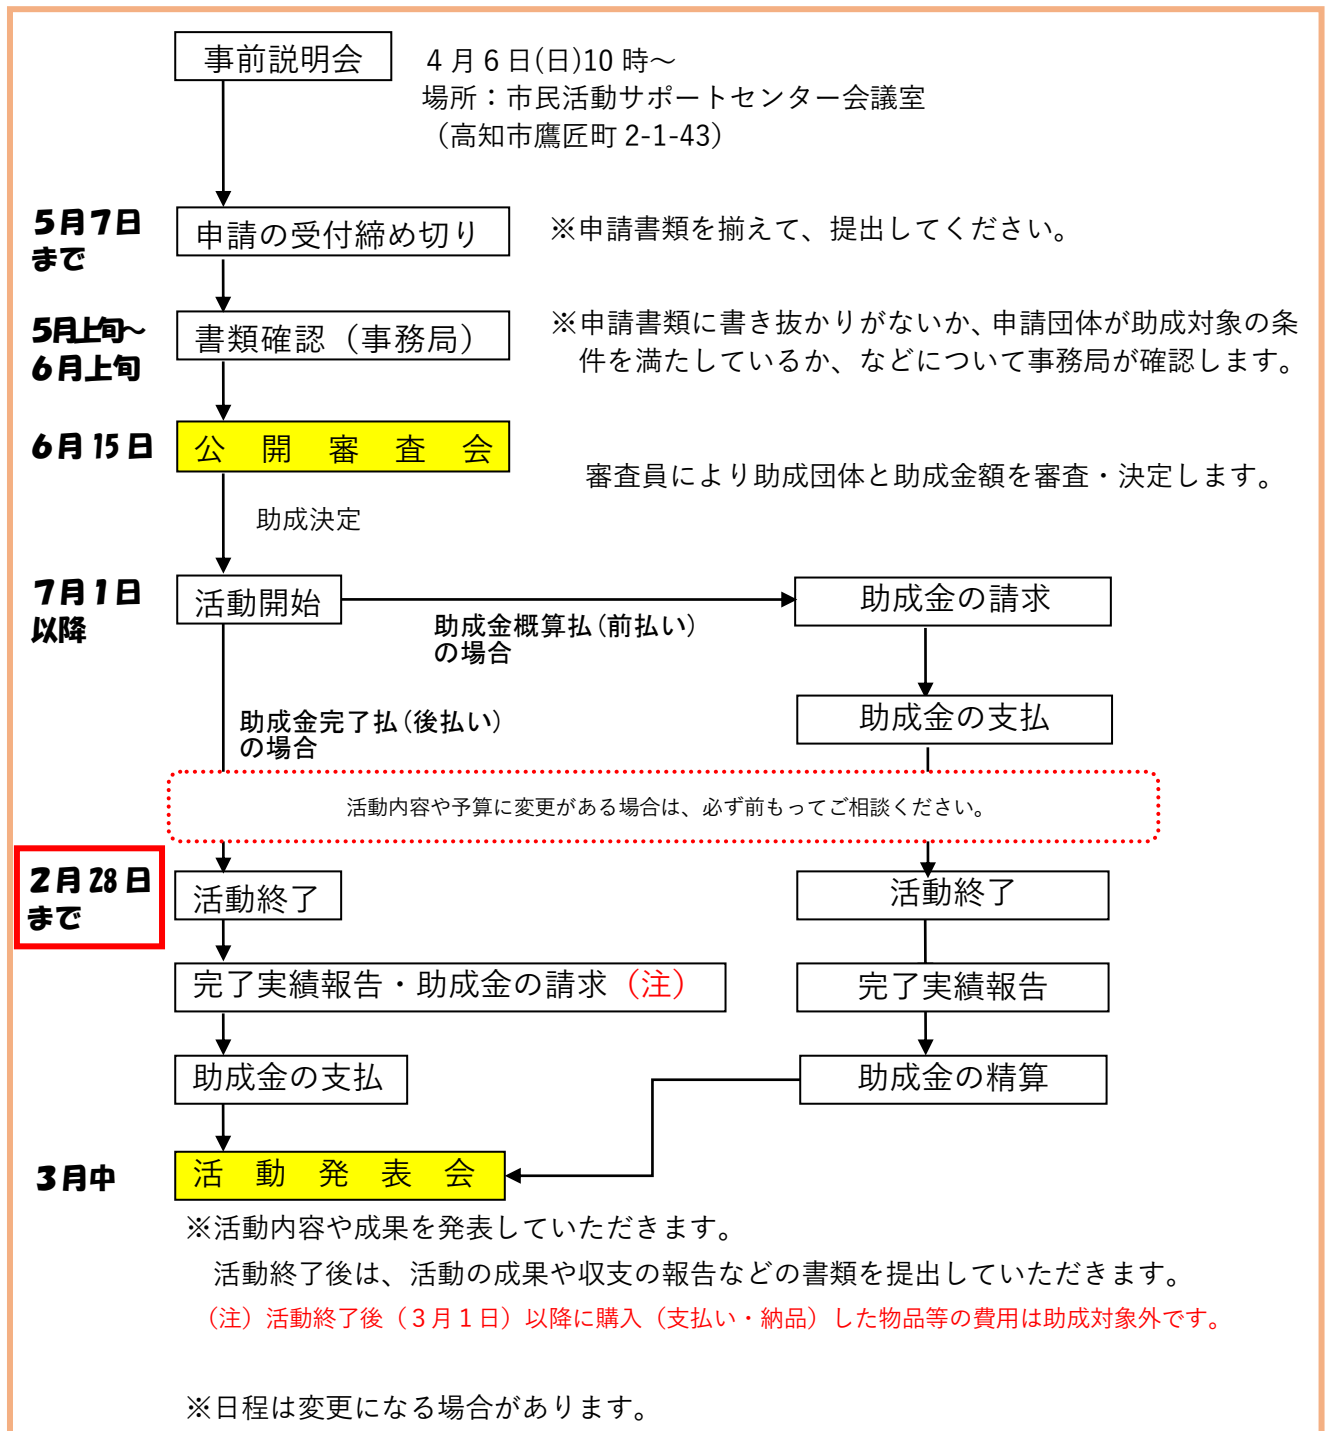 事前説明会
4月6日(日)10時～
場所：市民活動サポートセンター会議室
（高知市鷹匠町 2-1-43）
5月7日
まで
申請の受付締め切り
※申請書類を揃えて、提出してください。
5月上旬～
6月上旬
書類確認（事務局）
※申請書類に書き抜かりがないか、申請団体が助成対象の条
件を満たしているか、などについて事務局が確認します。
6月15日
公開審査会
審査員により助成団体と助成金額を審査・決定します。
助成決定
7月1日
以降
活動開始
助成金概算払（前払い）
の場合
助成金の請求
助成金の支払
助成金完了払（後払い）
の場合
活動内容や予算に変更がある場合は、必ず前もってご相談ください。
2月28日
まで
活動終了
活動終了
完了実績報告・助成金の請求（注）
完了実績報告
助成金の支払
助成金の精算
3月中
活動発表会
※活動内容や成果を発表していただきます。
活動終了後は、活動の成果や収支の報告などの書類を提出していただきます。
（注）活動終了後（３月１日）以降に購入（支払い・納品）した物品等の費用は助成対象外です。
※日程は変更になる場合があります。